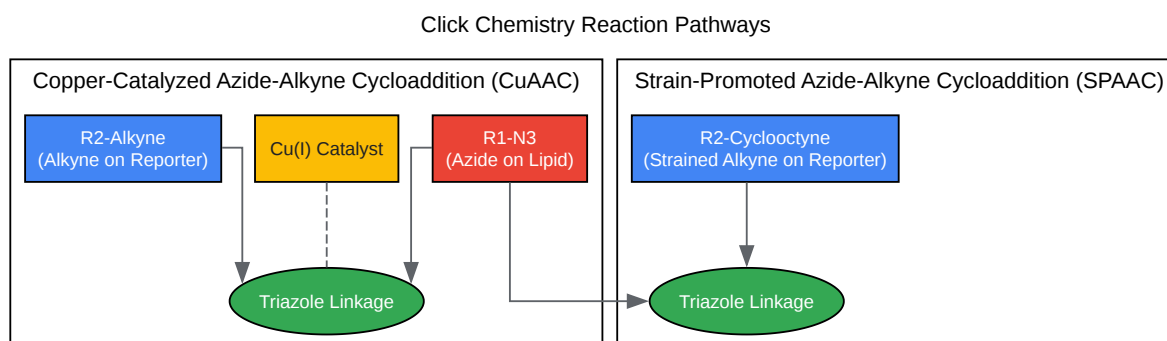 Click Chemistry Reaction Pathways
Copper-Catalyzed Azide-Alkyne Cycloaddition (CuAAC)
R2-Alkyne
(Alkyne on Reporter)
Cu(I) Catalyst
R1-N3
(Azide on Lipid)
Triazole Linkage
Strain-Promoted Azide-Alkyne Cycloaddition (SPAAC)
R2-Cyclooctyne
(Strained Alkyne on Reporter)
Triazole Linkage